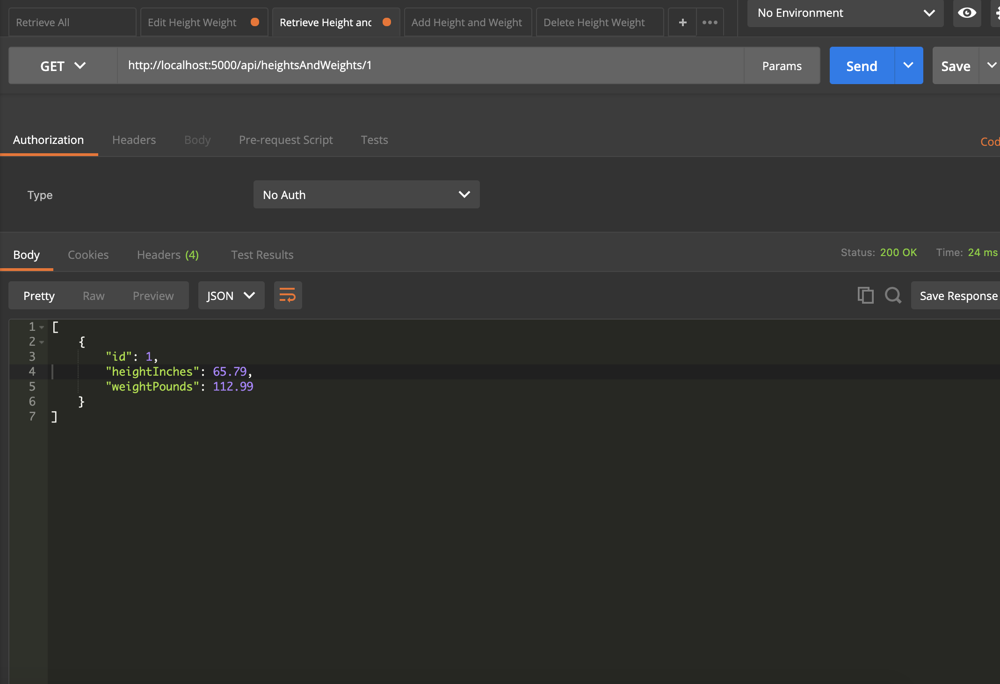 Retrieve All
Edit Height Weight
Retrieve Height and
Add Height and Weight
Delete Height Weight
+
No Environment
GET
http://localhost:5000/api/heightsAndWeights/1
Params
Send
Save
Authorization
Headers
Body
Pre-request Script
Tests
Cod
Type
No Auth
Body
Cookies
Headers (4)
Test Results
Status: 200 OK
Time: 24 ms
Pretty
Raw
Preview
JSON
Save Response
1 [
2 {
3 "id": 1,
4 "heightInches": 65.79,
5 "weightPounds": 112.99
6 }
7 ]